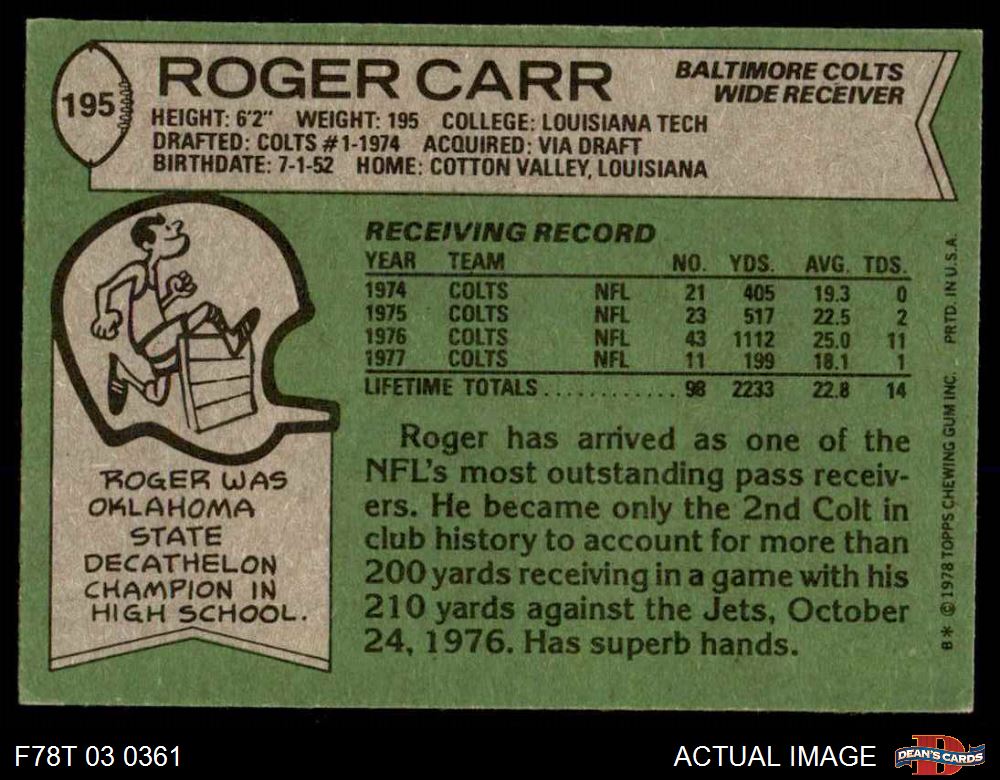 195
ROGER CARR
BALTIMORE COLTS
WIDE RECEIVER
HEIGHT: 6'2" WEIGHT: 195 COLLEGE: LOUISIANA TECH
DRAFTED: COLTS #1-1974 ACQUIRED: VIA DRAFT
BIRTHDATE: 7-1-52 HOME: COTTON VALLEY, LOUISIANA
RECEIVING RECORD
YEAR TEAM NO. YDS. AVG. TDS.
1974 COLTS NFL 21 405 19.3 0
1975 COLTS NFL 23 517 22.5 2
1976 COLTS NFL 43 1112 25.0 11
1977 COLTS NFL 11 199 18.1 1
LIFETIME TOTALS............ 98 2233 22.8 14
Roger has arrived as one of the
NFL's most outstanding pass receiv-
ers. He became only the 2nd Colt in
club history to account for more than
200 yards receiving in a game with his
210 yards against the Jets, October
24, 1976. Has superb hands.
ROGER WAS
OKLAHOMA
STATE
DECATHELON
CHAMPION IN
HIGH SCHOOL.
B* © 1978 TOPPS CHEWING GUM INC. PRTD. IN U.S.A.
F78T 03 0361
ACTUAL IMAGE
D
DEAN'S CARDS